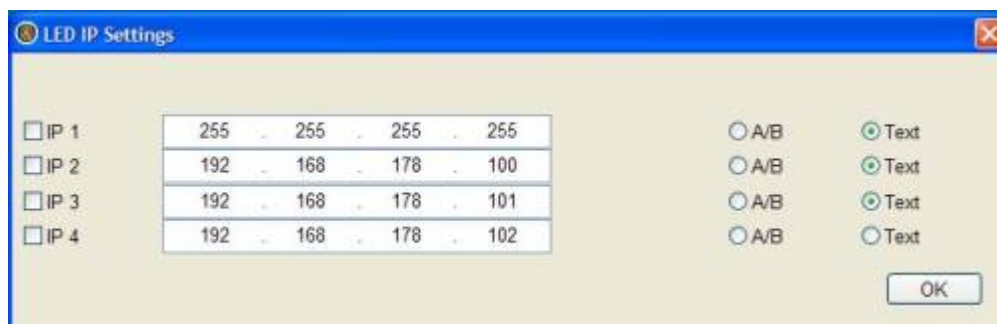 LED IP Settings
IP 1 255 . 255 . 255 . 255 A/B Text
IP 2 192 . 168 . 178 . 100 A/B Text
IP 3 192 . 168 . 178 . 101 A/B Text
IP 4 192 . 168 . 178 . 102 A/B Text
OK